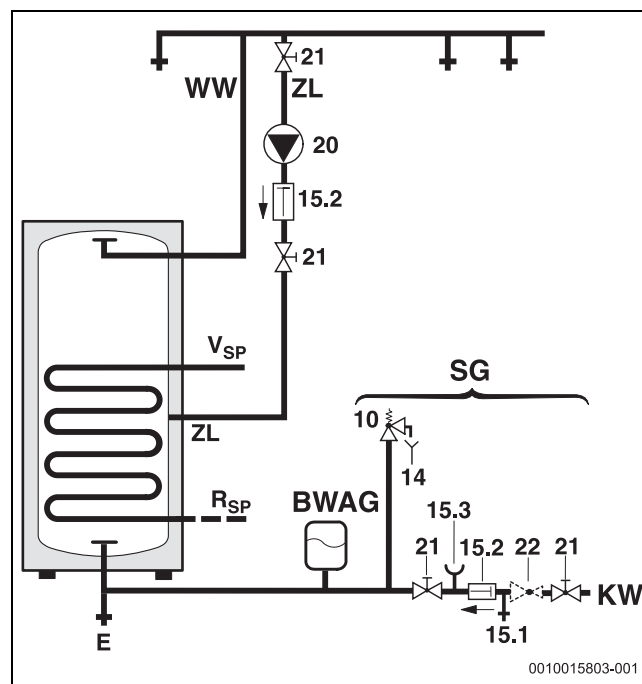 21
WW
ZL
20
15.2
21
V_SP
SG
10
ZL
14
R_SP
BWAG
15.3
21
15.2
22
21
KW
15.1
E
0010015803-001